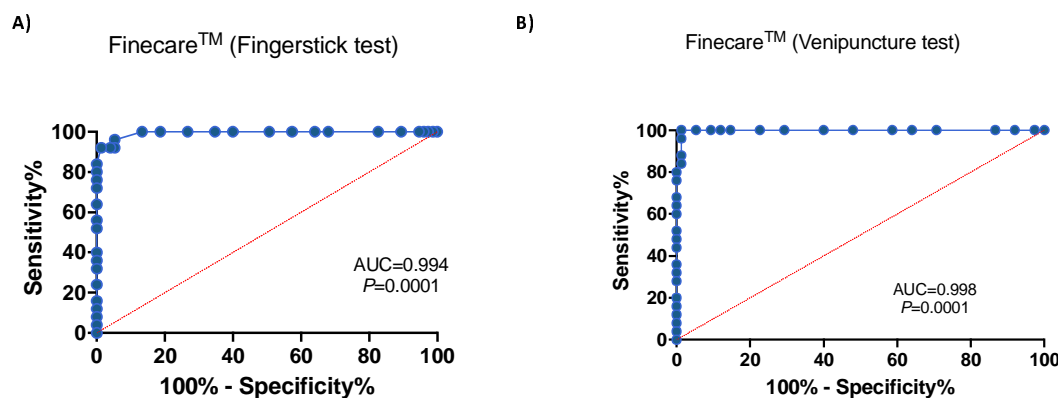 A)
Finecare™ (Fingerstick test)
100
80
60
40
20
0
Sensitivity%
AUC=0.994
P=0.0001
0 20 40 60 80 100
100% - Specificity%
B)
Finecare™ (Venipuncture test)
100
80
60
40
20
0
Sensitivity%
AUC=0.998
P=0.0001
0 20 40 60 80 100
100% - Specificity%